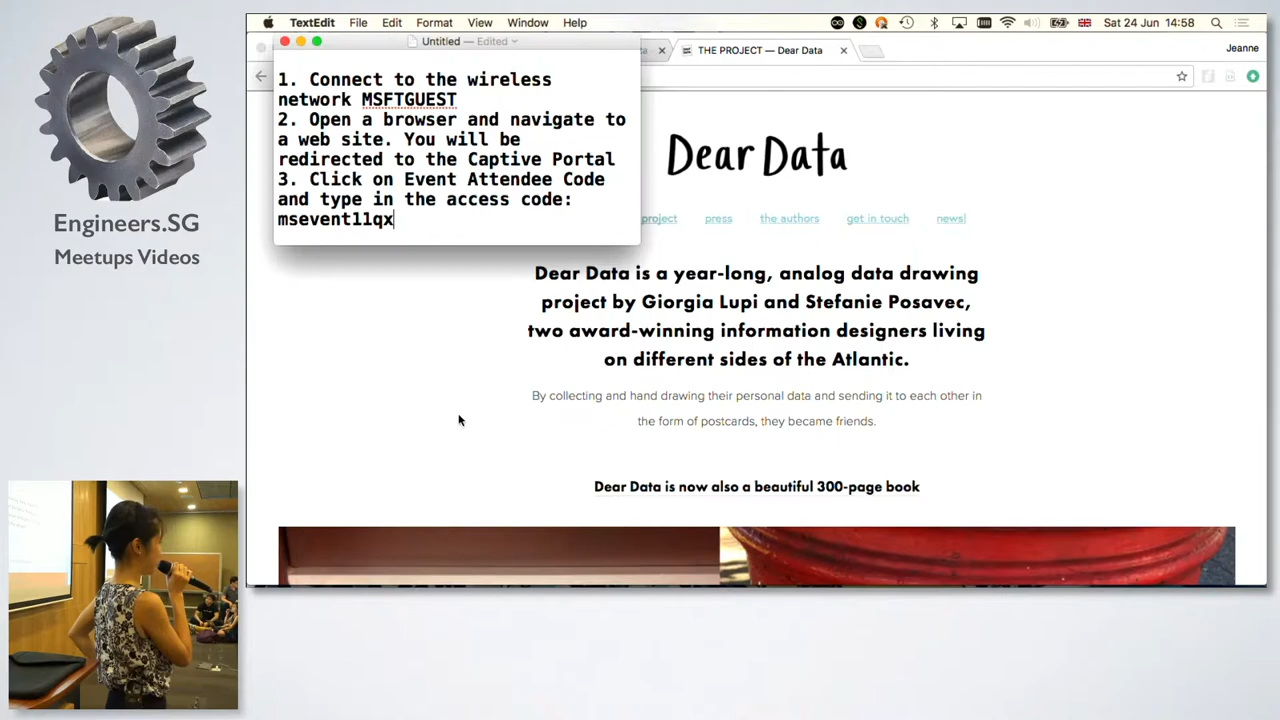 Engineers.SG
Meetups Videos
TextEdit File Edit Format View Window Help
Sat 24 Jun 14:58
Untitled — Edited
THE PROJECT — Dear Data
Jeanne
1. Connect to the wireless
network MSFTGUEST
2. Open a browser and navigate to
a web site. You will be
redirected to the Captive Portal
3. Click on Event Attendee Code
and type in the access code:
msevent11qx
Dear Data
project press the authors get in touch news!
Dear Data is a year-long, analog data drawing
project by Giorgia Lupi and Stefanie Posavec,
two award-winning information designers living
on different sides of the Atlantic.
By collecting and hand drawing their personal data and sending it to each other in
the form of postcards, they became friends.
Dear Data is now also a beautiful 300-page book